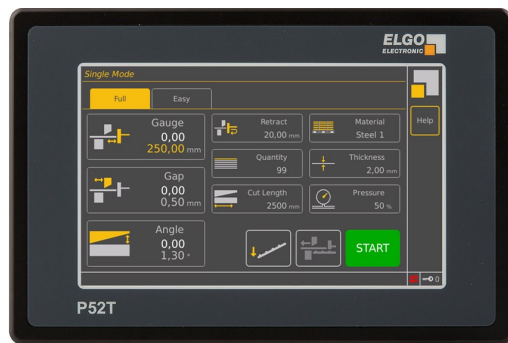 ELGO
ELECTRONIC
Single Mode
Full
Easy
Help
Gauge
0,00
250,00 mm
Retract
20,00 mm
Material
Steel 1
Quantity
99
Thickness
2,00 mm
Gap
0,00
0,50 mm
Cut Length
2500 mm
Pressure
50 %
Angle
0,00
1,30 °
START
0
P52T